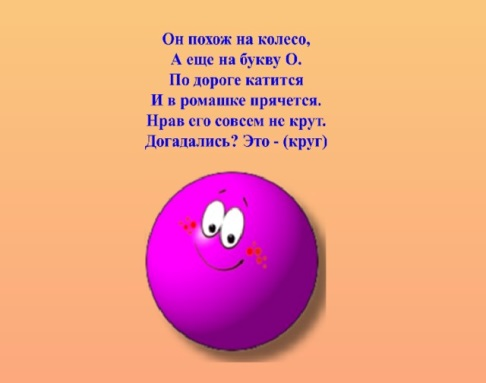 Он похож на колесо,
А еще на букву О.
По дороге катится
И в ромашке прячется.
Нрав его совсем не крут.
Догадались? Это - (круг)